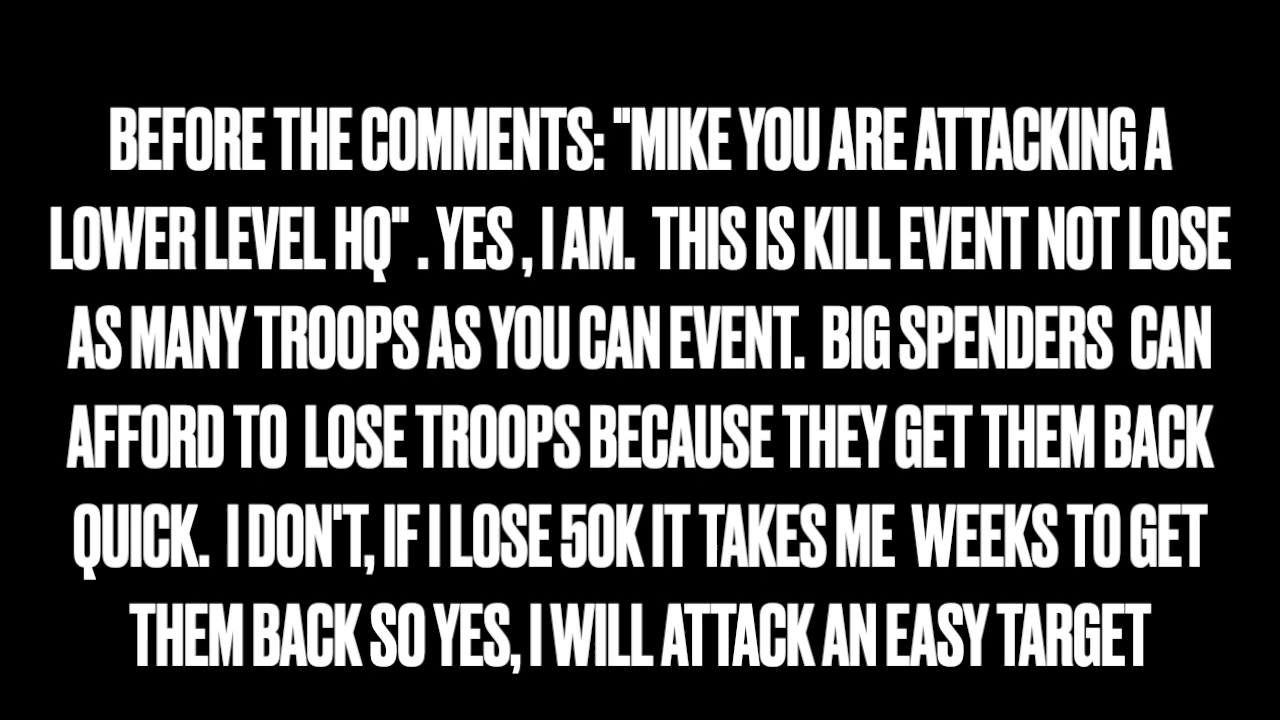 BEFORE THE COMMENTS: "MIKE YOU ARE ATTACKING A
LOWER LEVEL HQ" . YES , I AM.  THIS IS KILL EVENT NOT LOSE
AS MANY TROOPS AS YOU CAN EVENT.  BIG SPENDERS  CAN
AFFORD TO  LOSE TROOPS BECAUSE THEY GET THEM BACK
QUICK.  I DON'T, IF I LOSE 50K IT TAKES ME  WEEKS TO GET
THEM BACK SO YES, I WILL ATTACK AN EASY TARGET